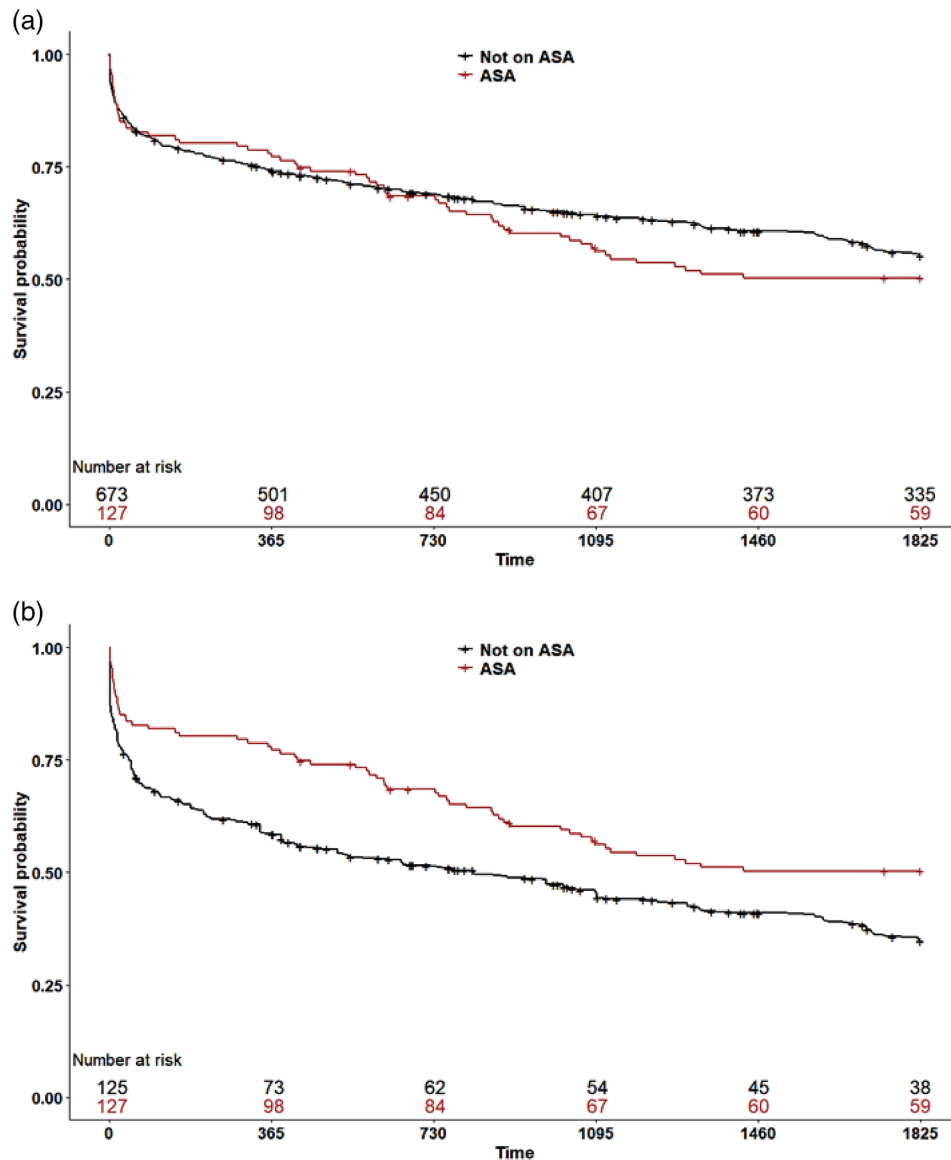 (a)
Not on ASA
ASA
1.00
0.75
0.50
0.25
0.00
Survival probability
Number at risk
673 501 450 407 373 335
127 98 84 67 60 59
0 365 730 1095 1460 1825
Time
(b)
Not on ASA
ASA
1.00
0.75
0.50
0.25
0.00
Survival probability
Number at risk
125 73 62 54 45 38
127 98 84 67 60 59
0 365 730 1095 1460 1825
Time